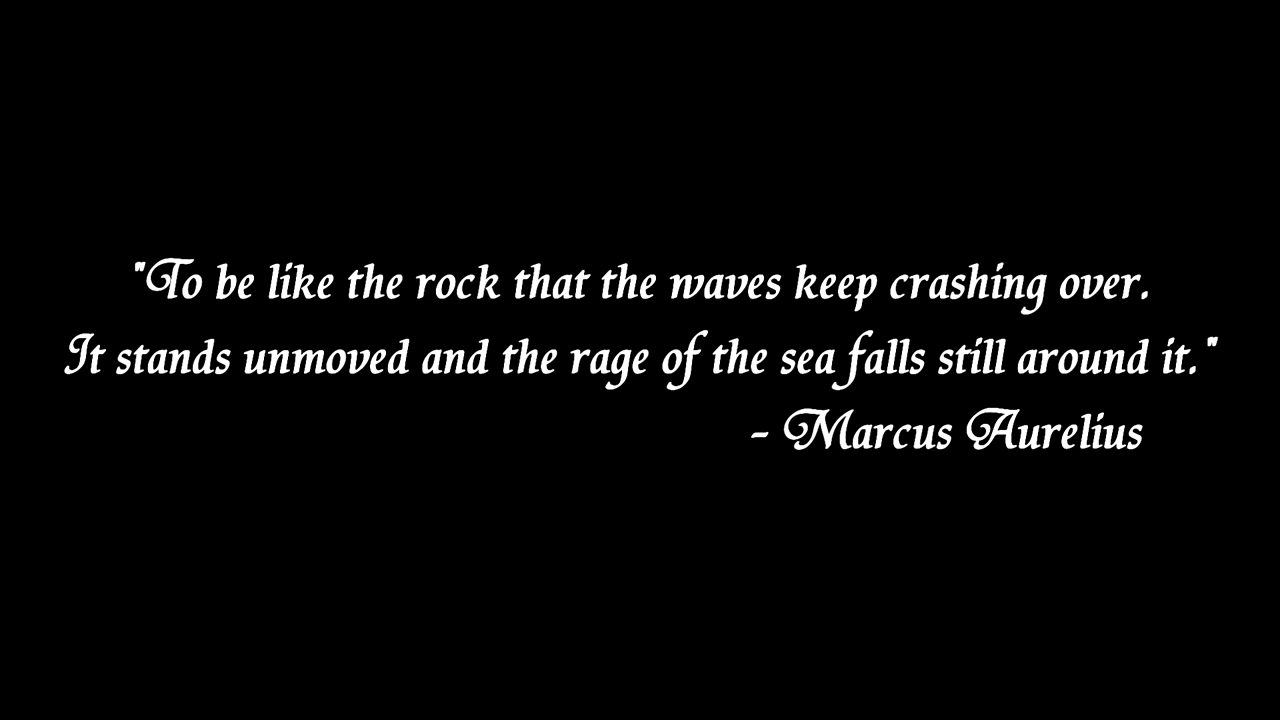 "To be like the rock that the waves keep crashing over.
It stands unmoved and the rage of the sea falls still around it."
- Marcus Aurelius